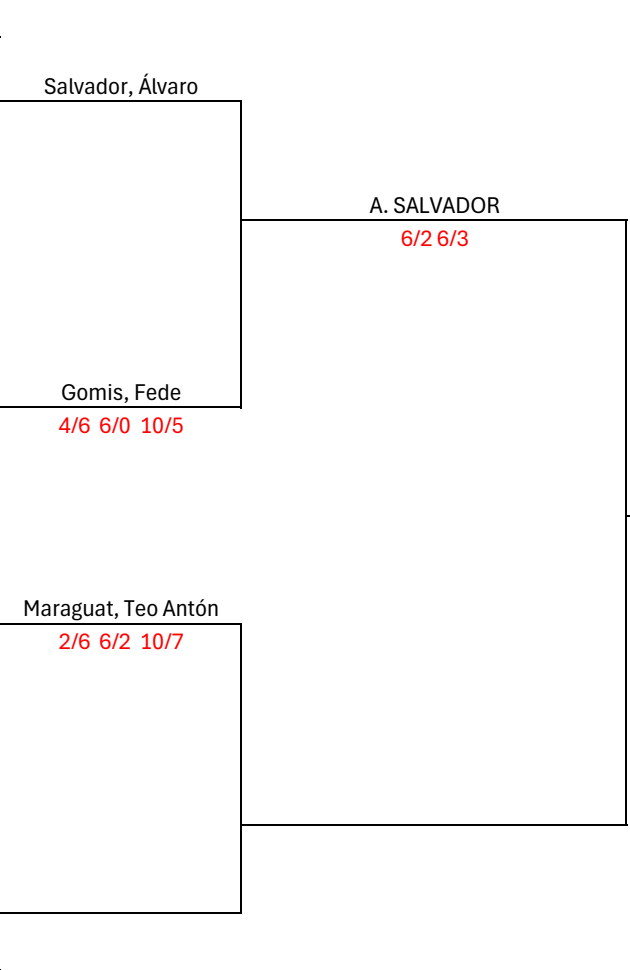 Salvador, Álvaro
A. SALVADOR
6/2 6/3
Gomis, Fede
4/6 6/0 10/5
Maraguat, Teo Antón
2/6 6/2 10/7